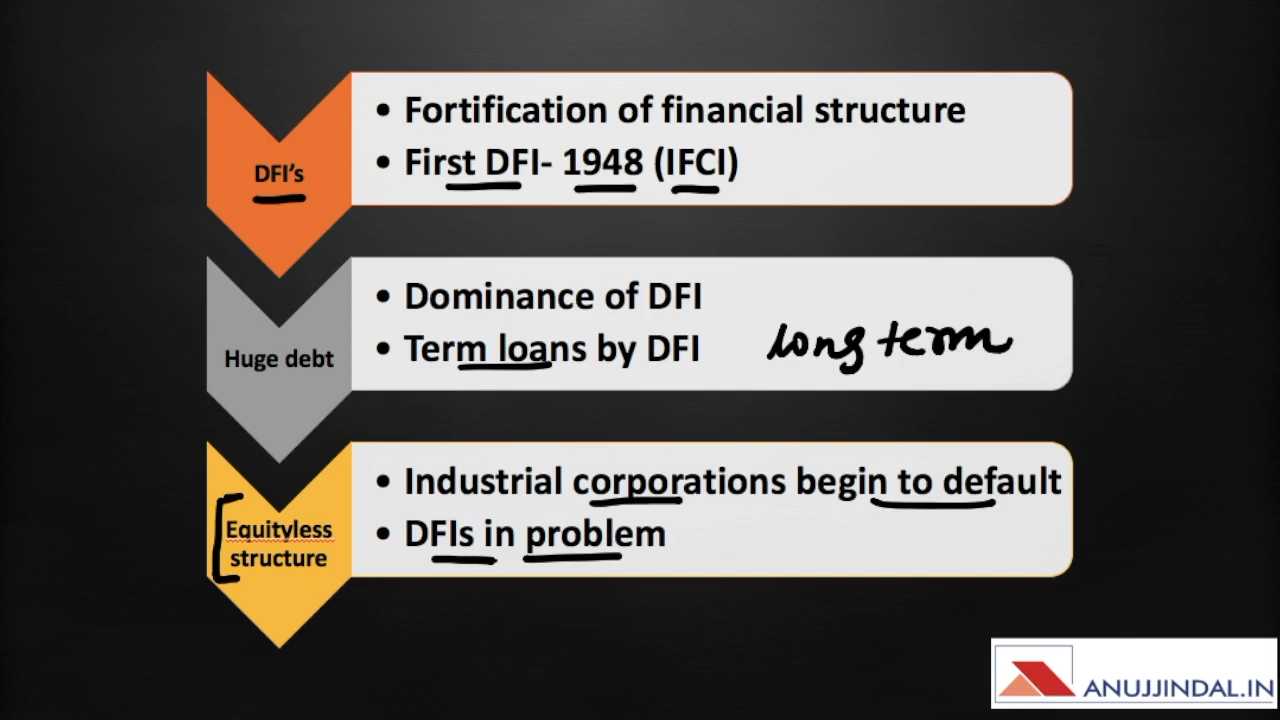 DFI's
• Fortification of financial structure
• First DFI- 1948 (IFCI)
Huge debt
• Dominance of DFI
• Term loans by DFI
long term
Equityless
structure
• Industrial corporations begin to default
• DFIs in problem
ANUJJINDAL.IN